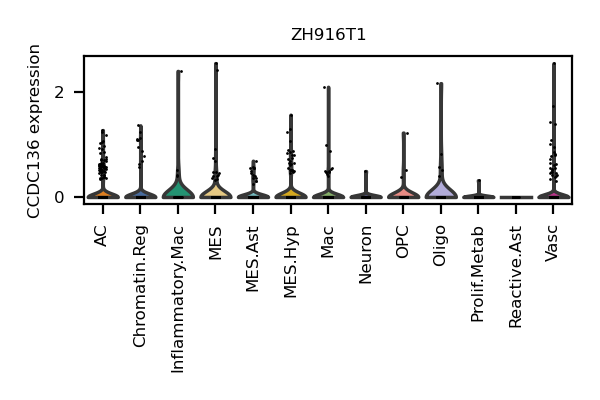 ZH916T1
CCDC136 expression
2
0
AC
Chromatin.Reg
Inflammatory.Mac
MES
MES.Ast
MES.Hyp
Mac
Neuron
OPC
Oligo
Prolif.Metab
Reactive.Ast
Vasc